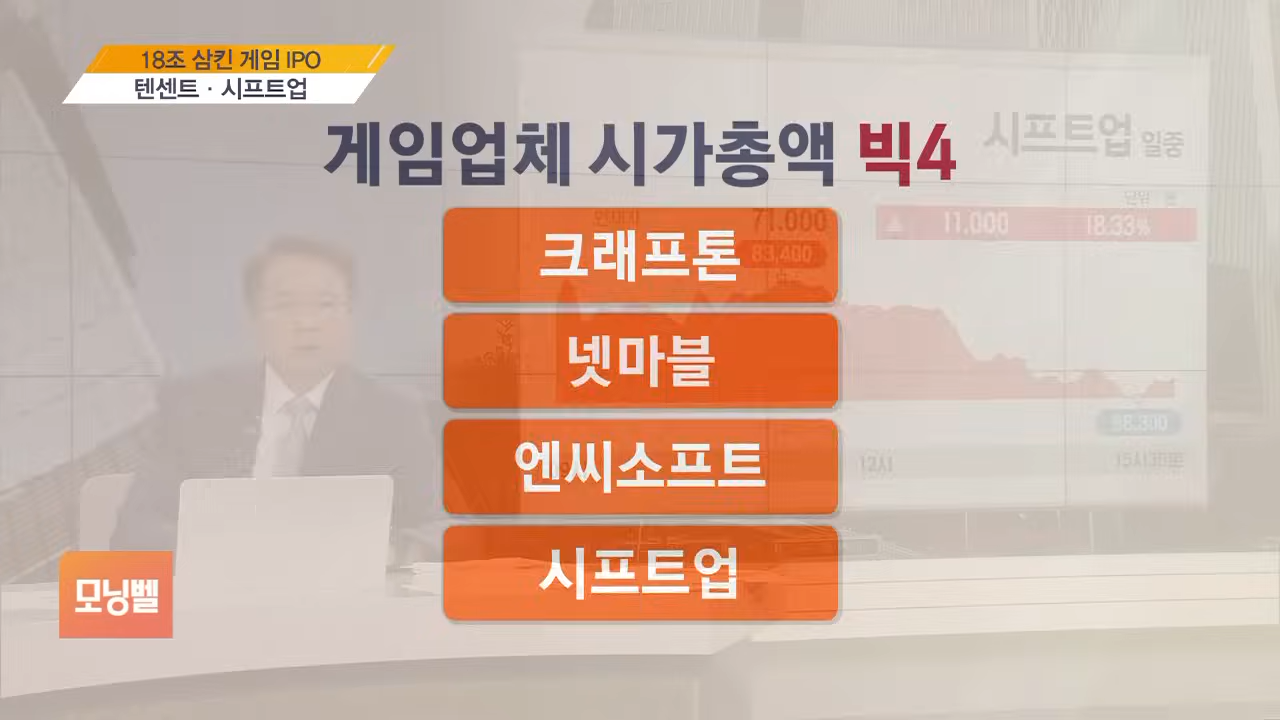 18조 삼킨 게임 IPO
텐센트 · 시프트업
게임업체 시가총액 빅4
시프트업 일중
71,000
▲ 11,000 18.33%
83,400
크래프톤
넷마블
엔씨소프트
시프트업
모닝벨